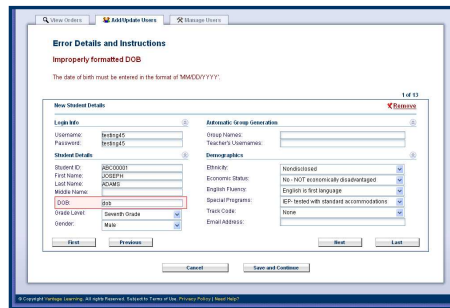 View Orders Add/Update Users Manage Users
Error Details and Instructions
Improperly formatted DOB
The date of birth must be entered in the format of 'MM/DD/YYYY'.
1 of 13
New Student Details Remove
Login Info Automatic Group Generation
Username: testing45 Group Names:
Password: testing45 Teacher's Usernames:
Student Details Demographics
Student ID: ABC00001 Ethnicity: Nondisclosed
First Name: JOSEPH Economic Status: No - NOT economically disadvantaged
Last Name: ADAMS English Fluency: English is first language
Middle Name: Special Programs: IEP- tested with standard accommodations
DOB: dob Track Code: None
Grade Level: Seventh Grade Email Address:
Gender: Male
First Previous Next Last
Cancel Save and Continue
© Copyright Vantage Learning. All rights Reserved. Subject to Terms of Use. Privacy Policy | Need Help?